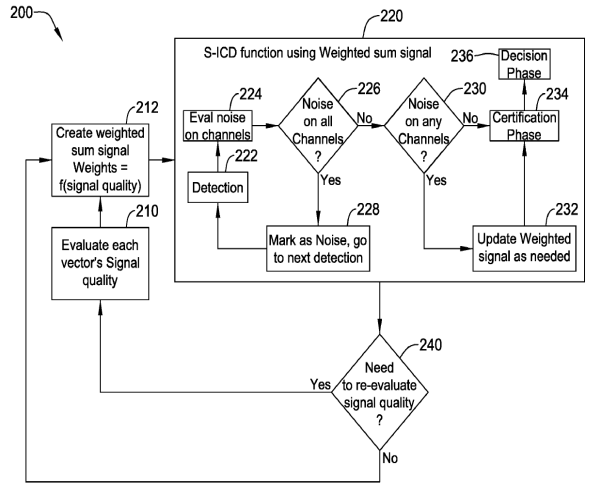 200
220
S-ICD function using Weighted sum signal
236
Decision
Phase
212
Create weighted
sum signal
Weights =
f(signal quality)
224
Eval noise
on channels
226
Noise
on all
Channels
?
No
230
Noise
on any
Channels
?
No
234
Certification
Phase
222
Detection
Yes
Yes
210
Evaluate each
vector's Signal
quality
228
Mark as Noise, go
to next detection
232
Update Weighted
signal as needed
240
Need
to re-evaluate
signal quality
?
Yes
No